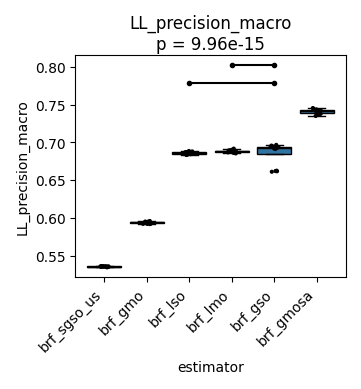 LL_precision_macro
p = 9.96e-15
LL_precision_macro
0.80
0.75
0.70
0.65
0.60
0.55
brf_sgso_us
brf_gmo
brf_lso
brf_lmo
brf_gso
brf_gmosa
estimator